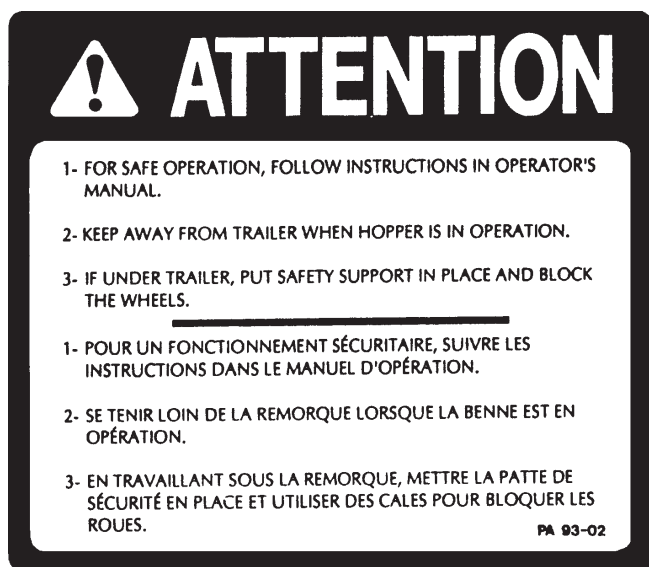 ATTENTION
1- FOR SAFE OPERATION, FOLLOW INSTRUCTIONS IN OPERATOR'S
MANUAL.
2- KEEP AWAY FROM TRAILER WHEN HOPPER IS IN OPERATION.
3- IF UNDER TRAILER, PUT SAFETY SUPPORT IN PLACE AND BLOCK
THE WHEELS.
1- POUR UN FONCTIONNEMENT SÉCURITAIRE, SUIVRE LES
INSTRUCTIONS DANS LE MANUEL D'OPÉRATION.
2- SE TENIR LOIN DE LA REMORQUE LORSQUE LA BENNE EST EN
OPÉRATION.
3- EN TRAVAILLANT SOUS LA REMORQUE, METTRE LA PATTE DE
SÉCURITÉ EN PLACE ET UTILISER DES CALES POUR BLOQUER LES
ROUES.
PA 93-02